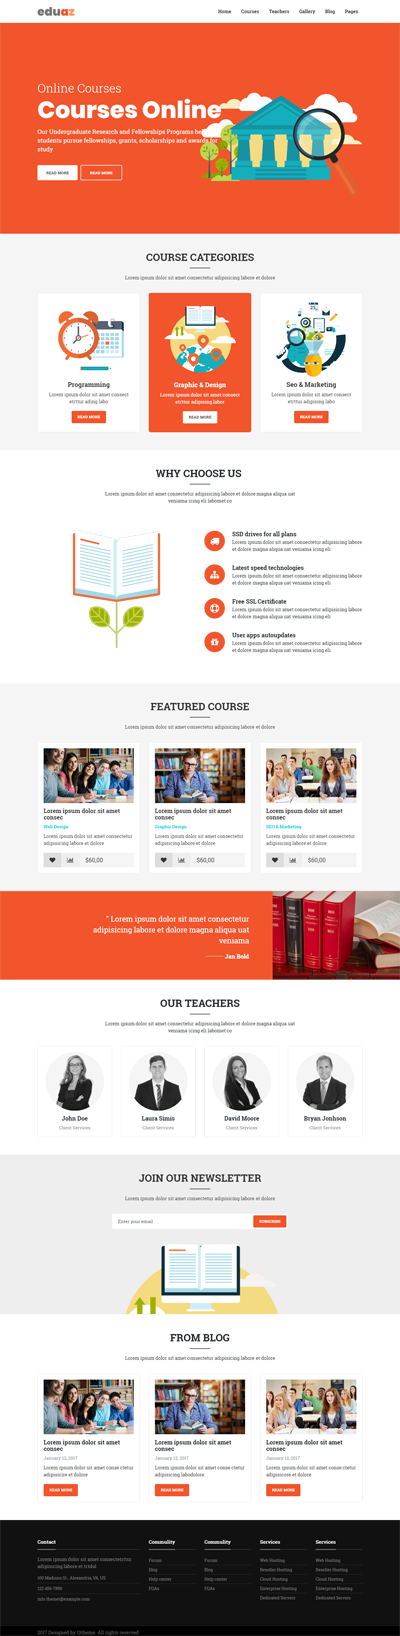 eduaz
Home Courses Teachers Gallery Blog Pages
Online Courses
Courses Online
Our Undergraduate Research and Fellowships Programs
students pursue fellowships, grants, scholarships and awards for
study
READ MORE READ MORE
COURSE CATEGORIES
Lorem ipsum dolor sit amet consectetur adipisicing labore et dolore
Programming
Lorem ipsum dolor sit amet consect
etrttur ading labo
READ MORE
Graphic & Design
Lorem ipsum dolor sit amet consect
etrttur adipising labor
READ MORE
Seo & Marketing
Lorem ipsum dolor sit amet consect
etrttur adipisicing labo
READ MORE
WHY CHOOSE US
Lorem ipsum dolor sit amet consectetur adipisicing labore et dolore magna aliqua uat
veniama icing eli labomet co
SSD drives for all plans
Lorem ipsum dolor sit amet consectetur adipisicing labore
et dolore magna aliqua uat veniama icing eli
Latest speed technologies
Lorem ipsum dolor sit amet consectetur adipisicing labore
et dolore magna aliqua uat veniama icing eli
Free SSL Certificate
Lorem ipsum dolor sit amet consectetur adipisicing labore
et dolore magna aliqua uat veniama icing eli
User apps autoupdates
Lorem ipsum dolor sit amet consectetur adipisicing labore
et dolore magna aliqua uat veniama icing eli
FEATURED COURSE
Lorem ipsum dolor sit amet consectetur adipisicing labore et dolore
Lorem ipsum dolor sit amet
consec
Web Design
Lorem ipsum dolor sit amet consectetur
adipisicing labore et dolore
$60,00
Lorem ipsum dolor sit amet
consec
Graphic Design
Lorem ipsum dolor sit amet consectetur
adipisicing labore et dolore
$60,00
Lorem ipsum dolor sit amet
consec
SEO & Marketing
Lorem ipsum dolor sit amet consectetur
adipisicing labore et dolore
$60,00
" Lorem ipsum dolor sit amet consectetur
adipisicing labore et dolore magna aliqua uat
veniama
Jan Bold
OUR TEACHERS
Lorem ipsum dolor sit amet consectetur adipisicing labore et dolore magna aliqua uat
veniama icing eli labomet co
John Doe
Client Services
Laura Simis
Client Services
David Moore
Client Services
Bryan Jonhson
Client Services
JOIN OUR NEWSLETTER
Lorem ipsum dolor sit amet consectetur adipisicing labore et dolore
Enter your email SUBSCRIBE
FROM BLOG
Lorem ipsum dolor sit amet consectetur adipisicing labore et dolore
Lorem ipsum dolor sit amet
consec
January 12, 2017
Lorem ipsum dolor sit amet conse ctetur
adipisicore et dolore
READ MORE
Lorem ipsum dolor sit amet
consec
January 12, 2017
Lorem ipsum dolor sit amet conse ctetur
adipisicing labodolore
READ MORE
Lorem ipsum dolor sit amet
consec
January 12, 2017
Lorem ipsum dolor sit amet conse ctetur
adipisicore et dolore
READ MORE
Contact
Lorem ipsum dolor sit amet consectetritur
adipisicing labore et tritful
100 Madison St., Alexandria, VA, US
123 456-7890
info.themet@example.com
Commulity
Forum
Blog
Help center
FQAs
Commulity
Forum
Blog
Help center
FQAs
Services
Web Hosting
Reseller Hosting
Cloud Hosting
Enterprise Hosting
Dedicated Servers
Services
Web Hosting
Reseller Hosting
Cloud Hosting
Enterprise Hosting
Dedicated Servers
2017 Designed by Ottheme. All rights reserved